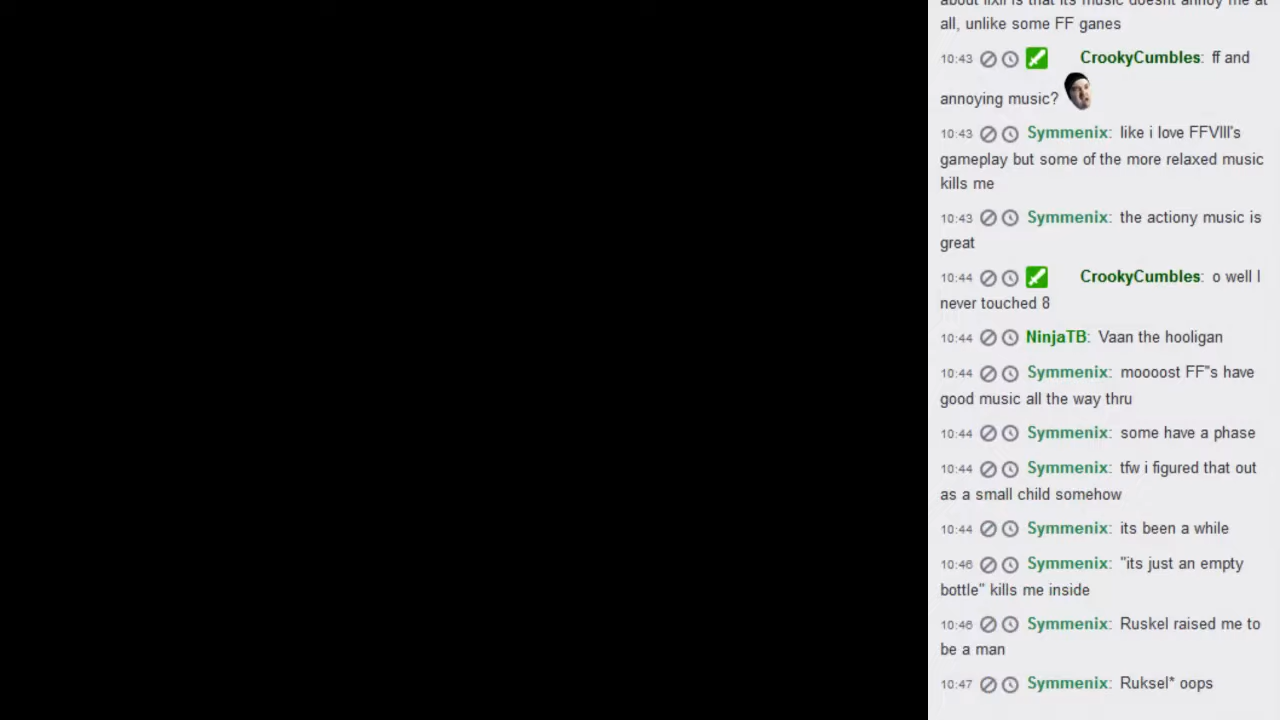 about fixii is that its music doesnt annoy me at
all, unlike some FF ganes
10:43 CrookyCumbles: ff and
annoying music?
10:43 Symmenix: like i love FFVIII's
gameplay but some of the more relaxed music
kills me
10:43 Symmenix: the actiony music is
great
10:44 CrookyCumbles: o well I
never touched 8
10:44 NinjaTB: Vaan the hooligan
10:44 Symmenix: moooost FF"s have
good music all the way thru
10:44 Symmenix: some have a phase
10:44 Symmenix: tfw i figured that out
as a small child somehow
10:44 Symmenix: its been a while
10:46 Symmenix: "its just an empty
bottle" kills me inside
10:46 Symmenix: Ruskel raised me to
be a man
10:47 Symmenix: Ruksel* oops